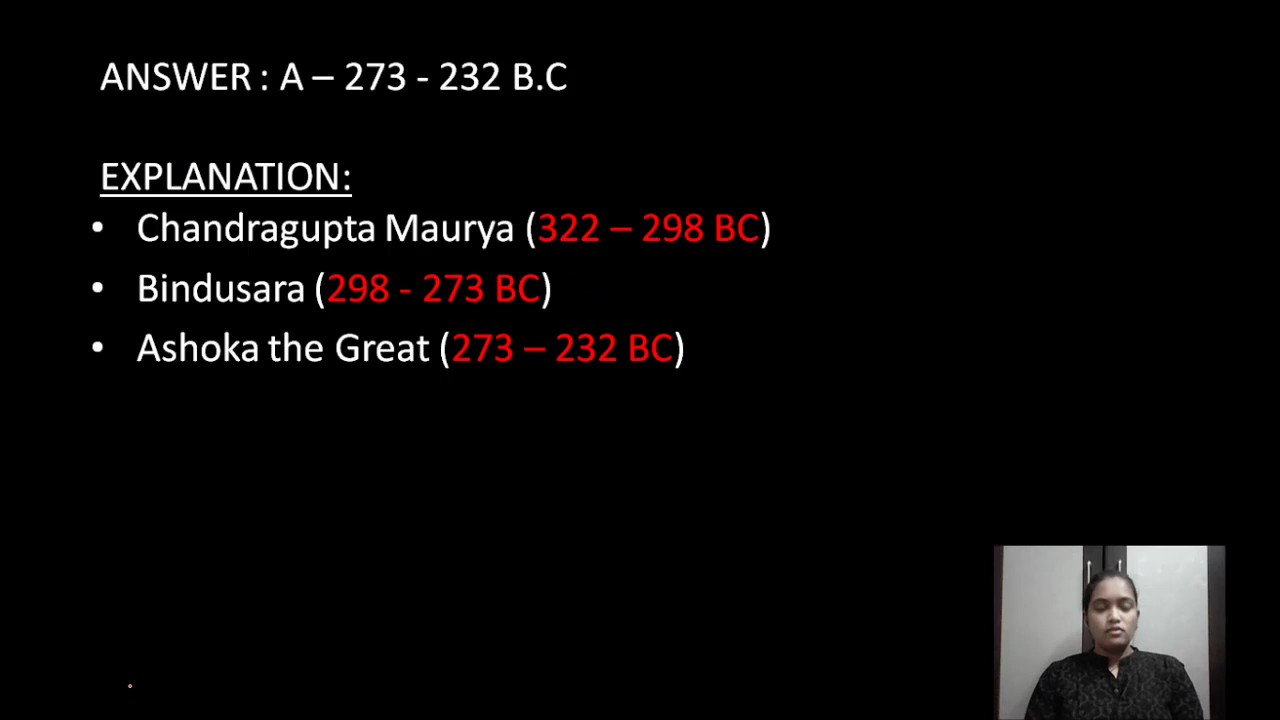 ANSWER : A – 273 - 232 B.C
EXPLANATION:
• Chandragupta Maurya (322 – 298 BC)
• Bindusara (298 - 273 BC)
• Ashoka the Great (273 – 232 BC)